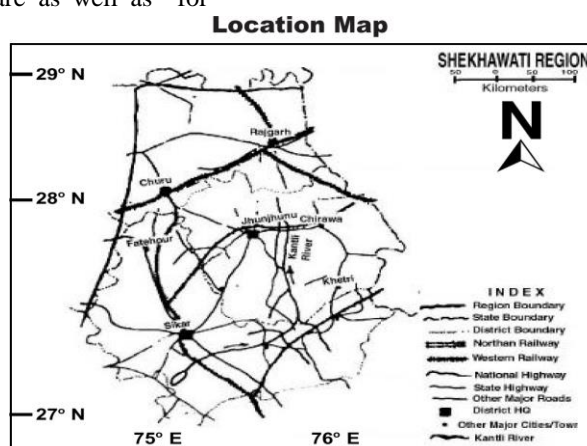 are as well as for
Location Map
SHEKHAWATI REGION
50 0 50 100
Kilometers
N
29° N
28° N
27° N
75° E 76° E
Rajgarh
Churu
Jhunjhunu
Chirawa
Fatehpur
Kantli
River
Khetri
Sikar
INDEX
Region Boundary
State Boundary
District Boundary
Northan Railway
Western Railway
National Highway
State Highway
Other Major Roads
District HQ
Other Major Cities/Town
Kantli River